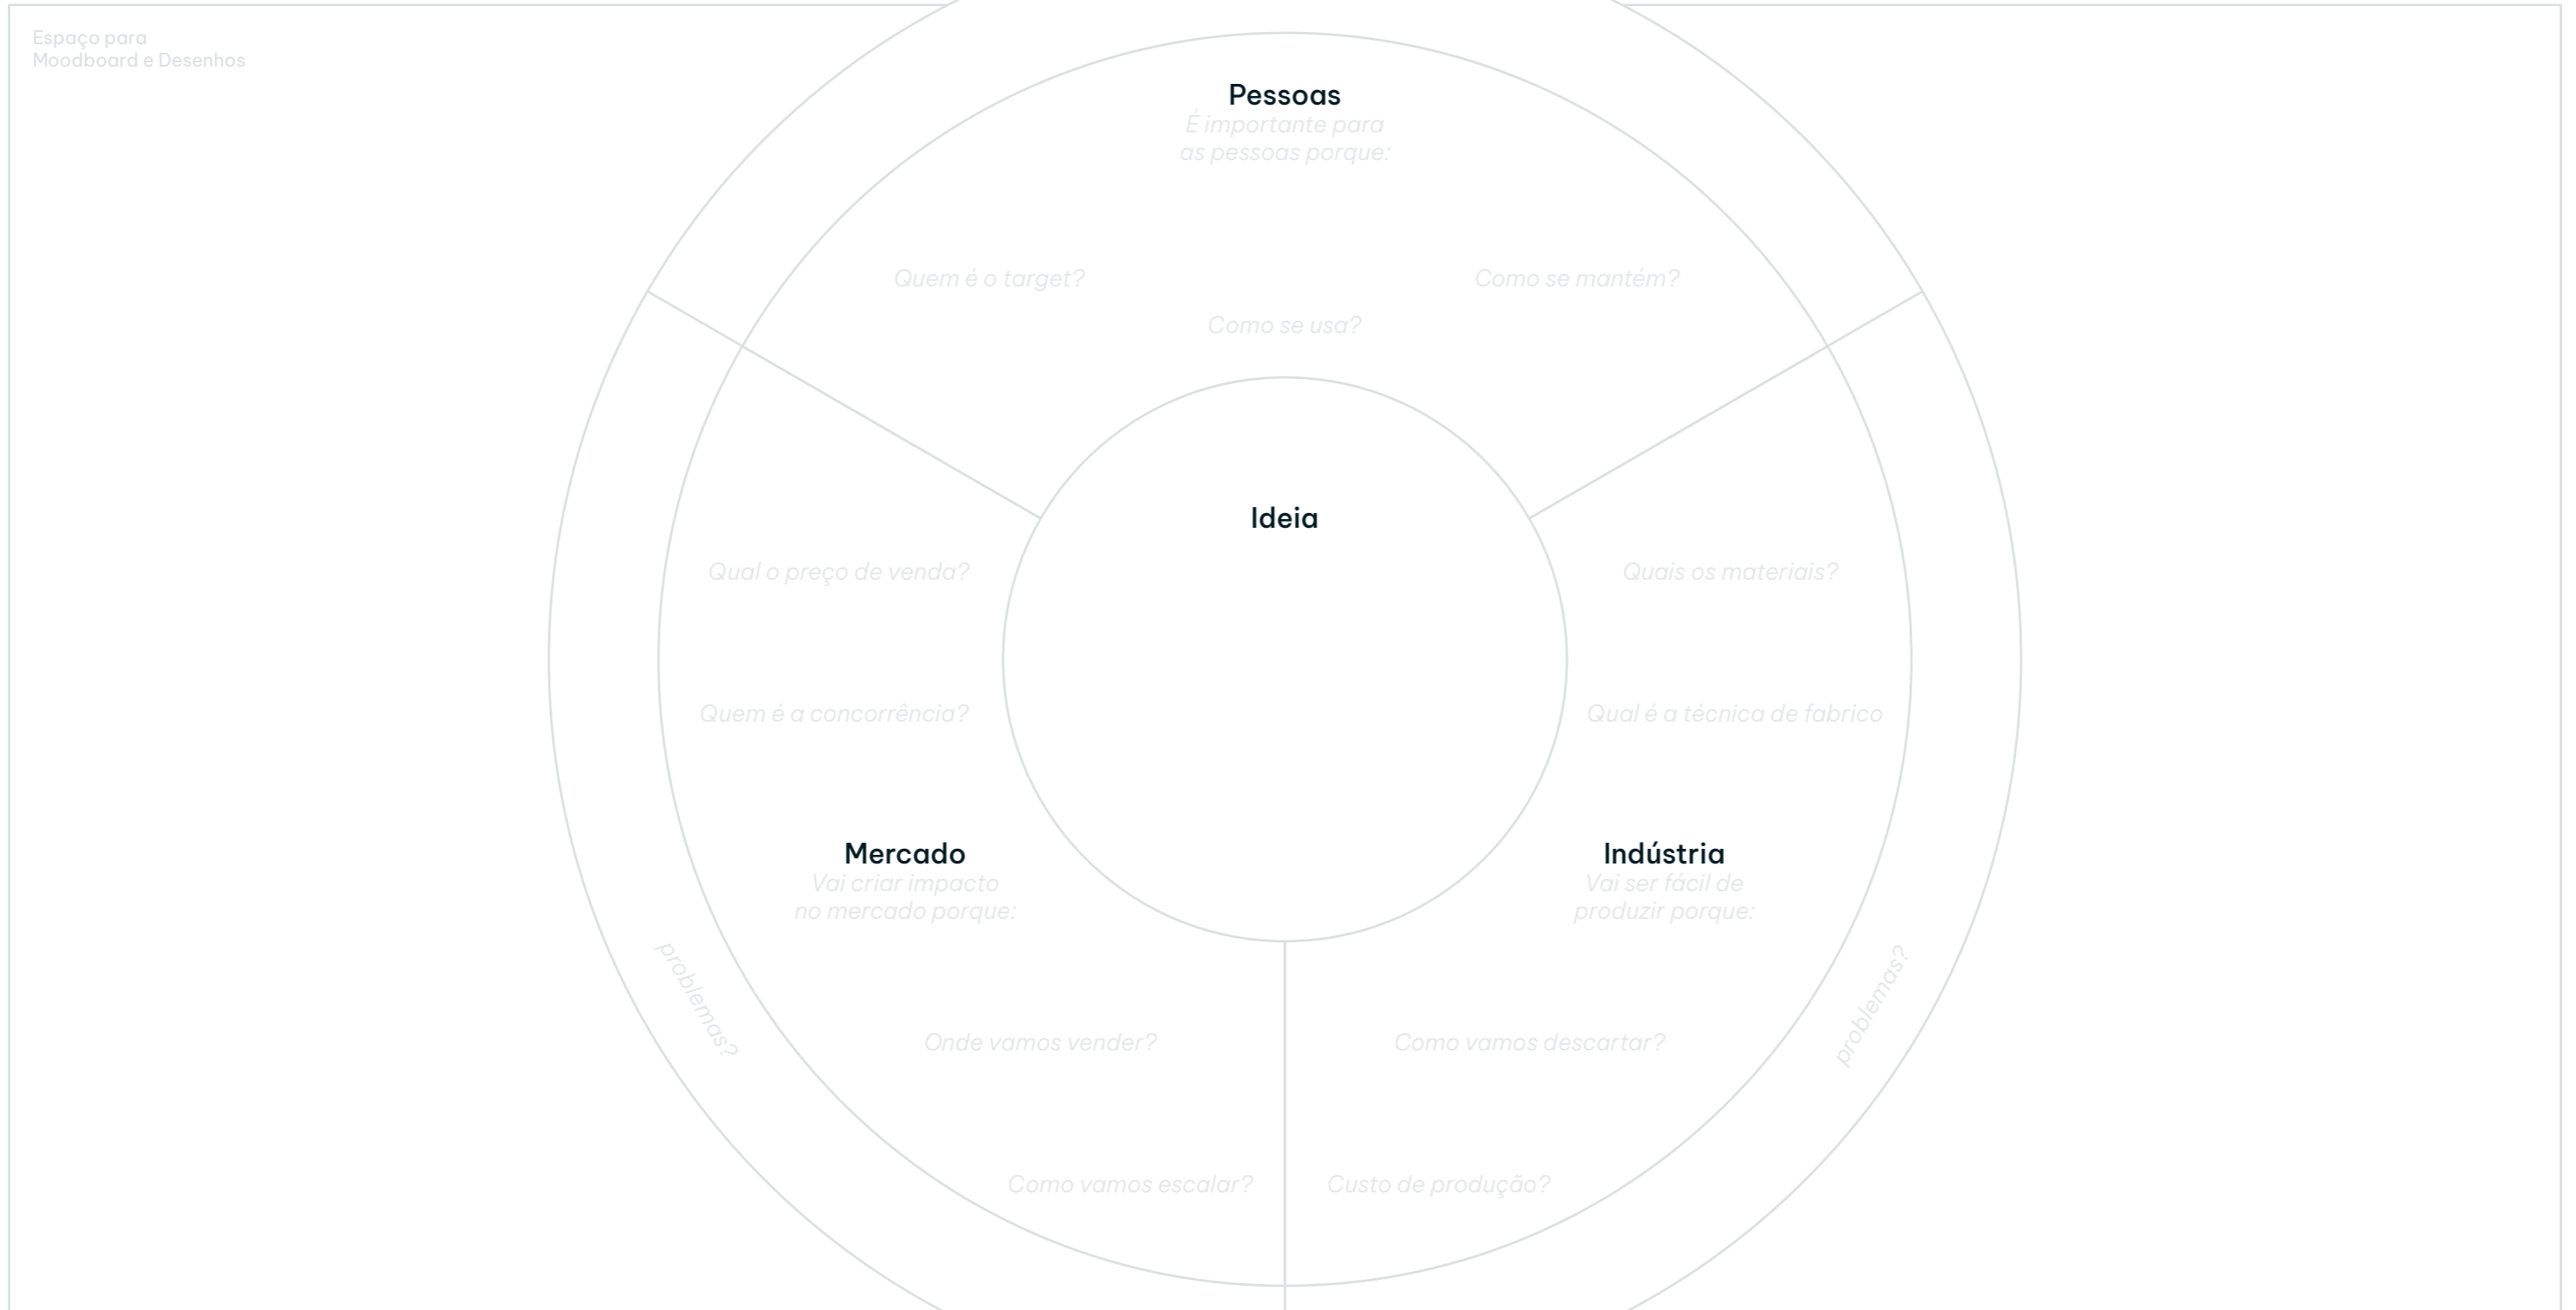 Espaço para
Moodboard e Desenhos
Pessoas
É importante para
as pessoas porque:
Quem é o target?
Como se mantém?
Como se usa?
Ideia
Qual o preço de venda?
Quais os materiais?
Quem é a concorrência?
Qual é a técnica de fabrico
Mercado
Vai criar impacto
no mercado porque:
Indústria
Vai ser fácil de
produzir porque:
problemas?
problemas?
Onde vamos vender?
Como vamos descartar?
Como vamos escalar?
Custo de produção?